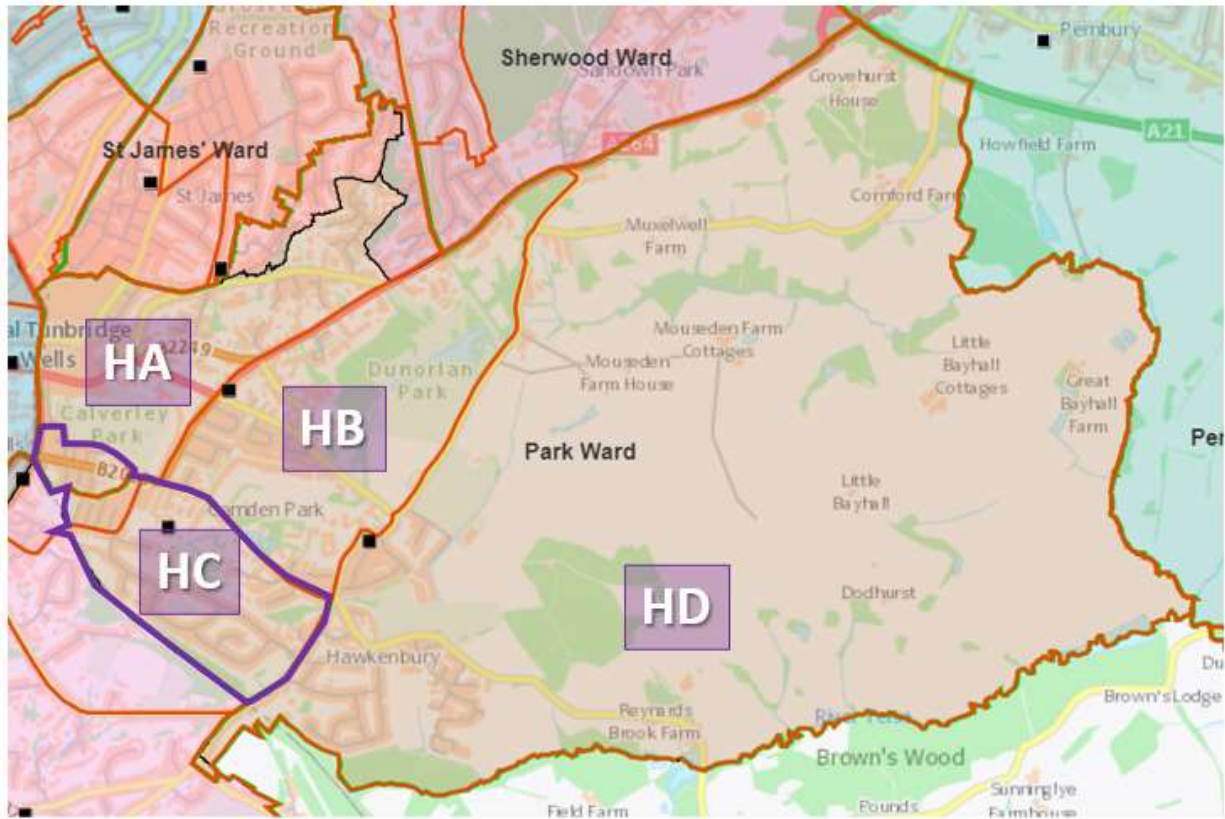 Recreation
Ground
Sherwood Ward
Sandown Park
Pembury
Grovehurst
House
A264
A21
Howfield Farm
St James' Ward
St James
Cornford Farm
Muxelwell
Farm
al Tunbridge
Wells
HA
A2249
Dunorlan
Park
Mouseden Farm
Cottages
Mouseden
Farm House
Little
Bayhall
Cottages
Great
Bayhall
Farm
Calverley
Park
HB
Park Ward
Per
B20
Camden Park
Little
Bayhall
HC
HD
Dodhurst
Hawkenbury
Reynards
Brook Farm
River Teise
Brown's Lodge
Brown's Wood
Sunninglye
Farmhouse
Field Farm
Pounds